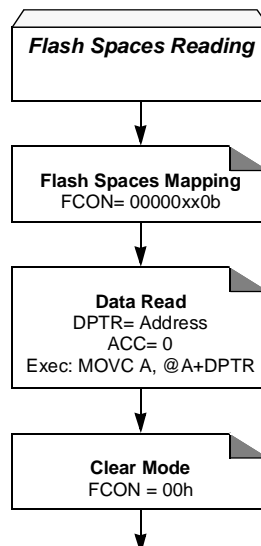 Flash Spaces Reading
Flash Spaces Mapping
FCON= 00000xx0b
Data Read
DPTR= Address
ACC= 0
Exec: MOVC A, @A+DPTR
Clear Mode
FCON = 00h